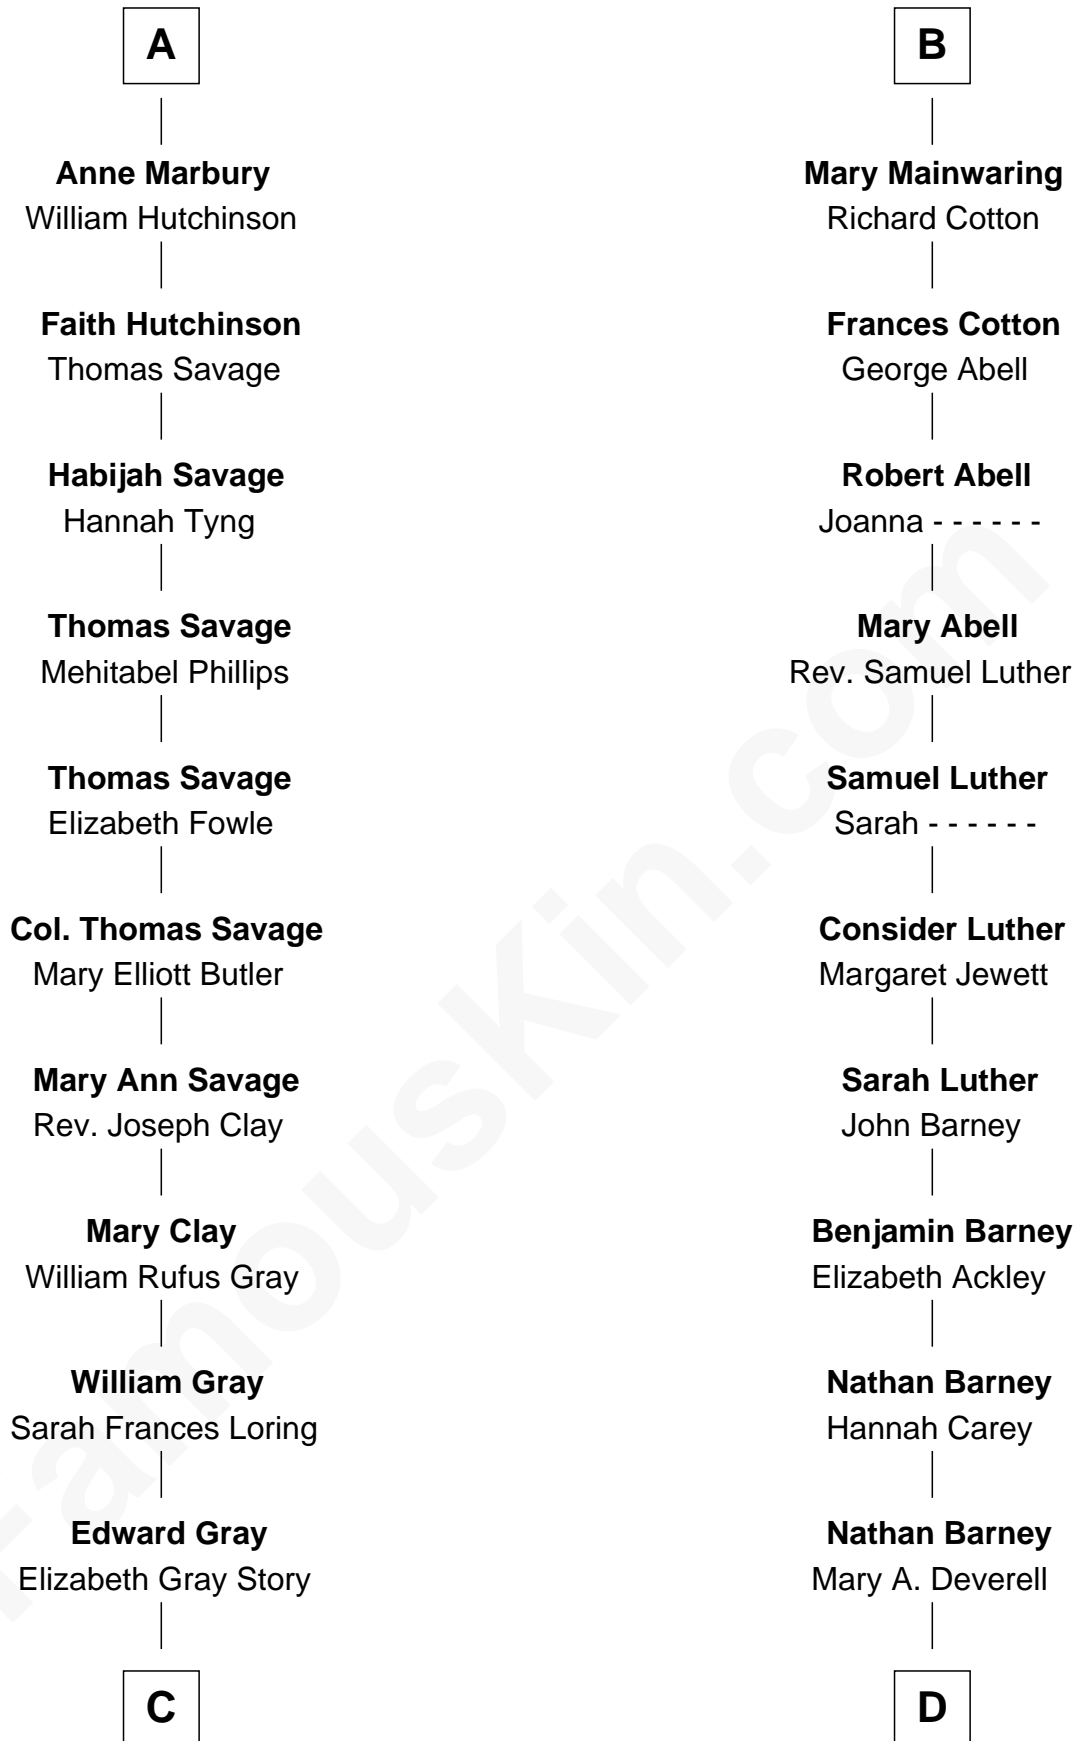 A
Anne Marbury
William Hutchinson
Faith Hutchinson
Thomas Savage
Habijah Savage
Hannah Tyng
Thomas Savage
Mehitabel Phillips
Thomas Savage
Elizabeth Fowle
Col. Thomas Savage
Mary Elliott Butler
Mary Ann Savage
Rev. Joseph Clay
Mary Clay
William Rufus Gray
William Gray
Sarah Frances Loring
Edward Gray
Elizabeth Gray Story
C
B
Mary Mainwaring
Richard Cotton
Frances Cotton
George Abell
Robert Abell
Joanna - - - - - -
Mary Abell
Rev. Samuel Luther
Samuel Luther
Sarah - - - - - -
Consider Luther
Margaret Jewett
Sarah Luther
John Barney
Benjamin Barney
Elizabeth Ackley
Nathan Barney
Hannah Carey
Nathan Barney
Mary A. Deverell
D
FamousKin.com